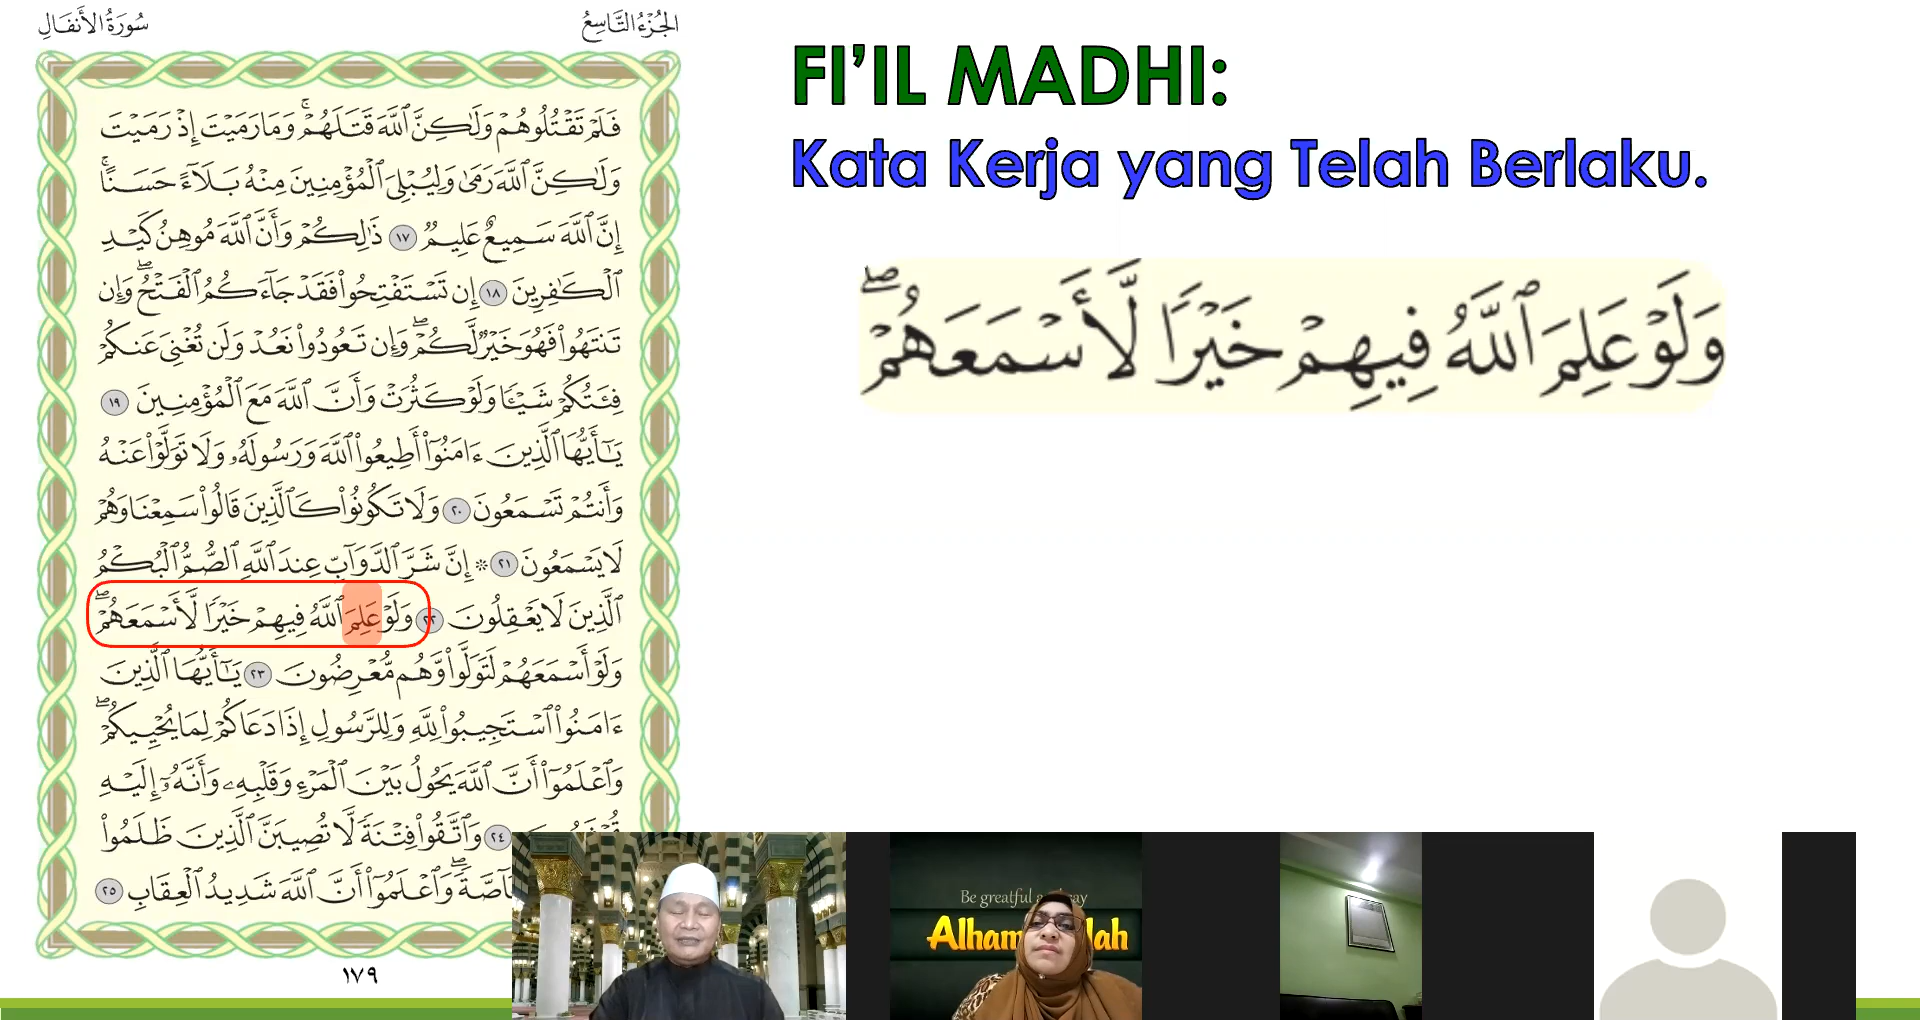 سُورَةُ الأَنفَالِ
الجُزْءُ التَّاسِعُ
فَلَمْ تَقْتُلُوهُمْ وَلَٰكِنَّ ٱللَّهَ قَتَلَهُمْ ۚ وَمَا رَمَيْتَ إِذْ رَمَيْتَ
وَلَٰكِنَّ ٱللَّهَ رَمَىٰ وَلِيُبْلِىَ ٱلْمُؤْمِنِينَ مِنْهُ بَلَآءً حَسَنًا ۚ
إِنَّ ٱللَّهَ سَمِيعٌ عَلِيمٌ ١٧ ذَٰلِكُمْ وَأَنَّ ٱللَّهَ مُوهِنُ كَيْدِ
ٱلْكَٰفِرِينَ ١٨ إِن تَسْتَفْتِحُوا۟ فَقَدْ جَآءَكُمُ ٱلْفَتْحُ ۖ وَإِن
تَنتَهُوا۟ فَهُوَ خَيْرٌ لَّكُمْ ۖ وَإِن تَعُودُوا۟ نَعُدْ وَلَن تُغْنِىَ عَنكُمْ
فِئَتُكُمْ شَيْـًٔا وَلَوْ كَثُرَتْ وَأَنَّ ٱللَّهَ مَعَ ٱلْمُؤْمِنِينَ ١٩
يَٰٓأَيُّهَا ٱلَّذِينَ ءَامَنُوٓا۟ أَطِيعُوا۟ ٱللَّهَ وَرَسُولَهُۥ وَلَا تَوَلَّوْا۟ عَنْهُ
وَأَنتُمْ تَسْمَعُونَ ٢٠ وَلَا تَكُونُوا۟ كَٱلَّذِينَ قَالُوا۟ سَمِعْنَا وَهُمْ
لَا يَسْمَعُونَ ٢١ ۞ إِنَّ شَرَّ ٱلدَّوَآبِّ عِندَ ٱللَّهِ ٱلصُّمُّ ٱلْبُكْمُ
ٱلَّذِينَ لَا يَعْقِلُونَ ٢٢ وَلَوْ عَلِمَ ٱللَّهُ فِيهِمْ خَيْرًا لَّأَسْمَعَهُمْ ۖ
وَلَوْ أَسْمَعَهُمْ لَتَوَلَّوا۟ وَّهُم مُّعْرِضُونَ ٢٣ يَٰٓأَيُّهَا ٱلَّذِينَ
ءَامَنُوا۟ ٱسْتَجِيبُوا۟ لِلَّهِ وَلِلرَّسُولِ إِذَا دَعَاكُمْ لِمَا يُحْيِيكُمْ ۖ
وَٱعْلَمُوٓا۟ أَنَّ ٱللَّهَ يَحُولُ بَيْنَ ٱلْمَرْءِ وَقَلْبِهِۦ وَأَنَّهُۥٓ إِلَيْهِ
٢٤ وَٱتَّقُوا۟ فِتْنَةً لَّا تُصِيبَنَّ ٱلَّذِينَ ظَلَمُوا۟
وَٱعْلَمُوٓا۟ أَنَّ ٱللَّهَ شَدِيدُ ٱلْعِقَابِ ٢٥
١٧٩
FI’IL MADHI:
Kata Kerja yang Telah Berlaku.
وَلَوْ عَلِمَ ٱللَّهُ فِيهِمْ خَيْرًا لَّأَسْمَعَهُمْ ۖ
Be greatful